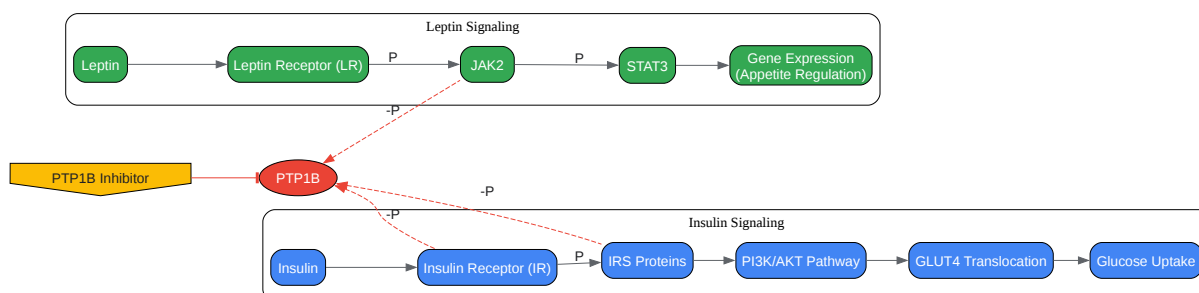 Leptin Signaling
Leptin
Leptin Receptor (LR)
P
JAK2
P
STAT3
Gene Expression
(Appetite Regulation)
-P
PTP1B Inhibitor
PTP1B
-P
-P
Insulin Signaling
Insulin
Insulin Receptor (IR)
P
IRS Proteins
PI3K/AKT Pathway
GLUT4 Translocation
Glucose Uptake